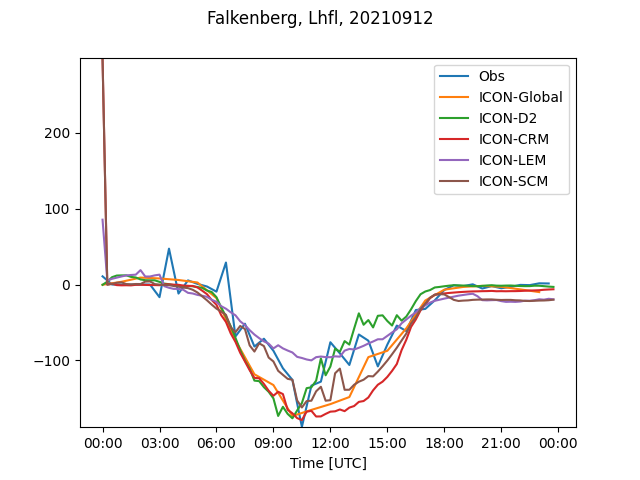 Falkenberg, Lhfl, 20210912
Obs
ICON-Global
ICON-D2
ICON-CRM
ICON-LEM
ICON-SCM
200
100
0
−100
00:00 03:00 06:00 09:00 12:00 15:00 18:00 21:00 00:00
Time [UTC]